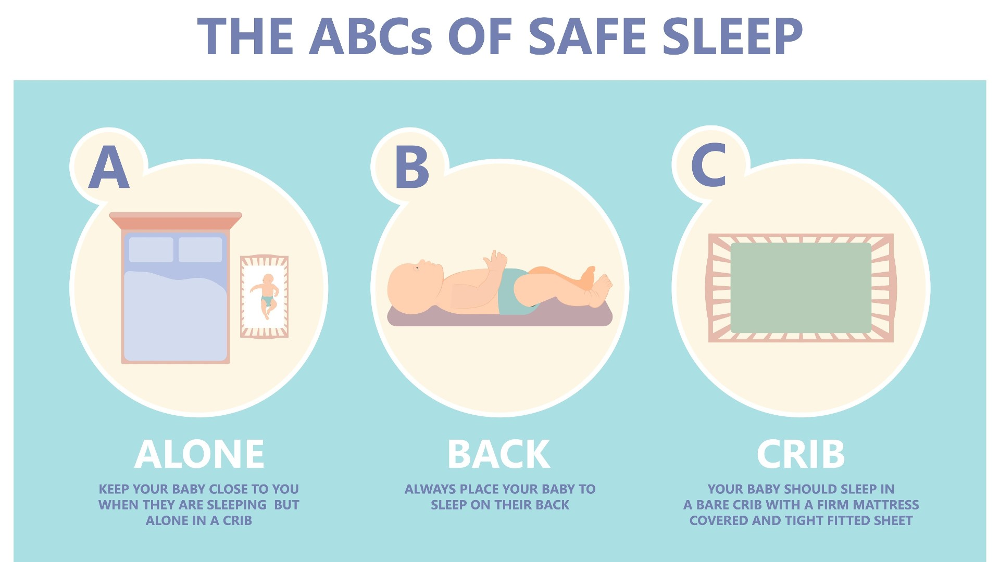 THE ABCs OF SAFE SLEEP
A
B
C
ALONE
KEEP YOUR BABY CLOSE TO YOU
WHEN THEY ARE SLEEPING BUT
ALONE IN A CRIB
BACK
ALWAYS PLACE YOUR BABY TO
SLEEP ON THEIR BACK
CRIB
YOUR BABY SHOULD SLEEP IN
A BARE CRIB WITH A FIRM MATTRESS
COVERED AND TIGHT FITTED SHEET